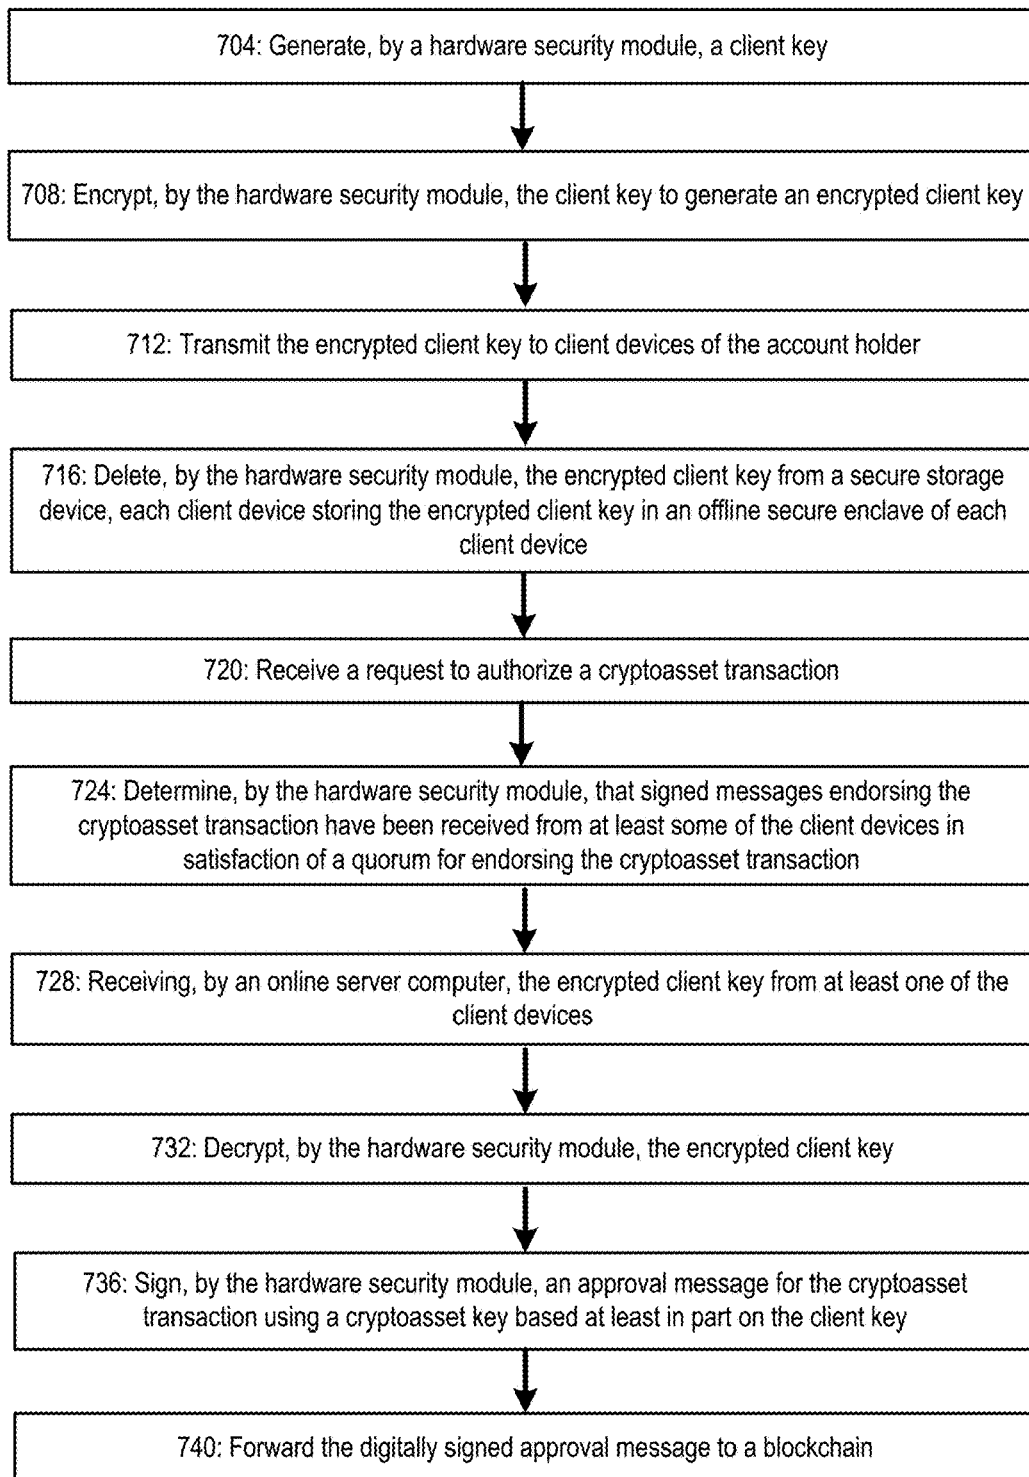 704: Generate, by a hardware security module, a client key
708: Encrypt, by the hardware security module, the client key to generate an encrypted client key
712: Transmit the encrypted client key to client devices of the account holder
716: Delete, by the hardware security module, the encrypted client key from a secure storage
device, each client device storing the encrypted client key in an offline secure enclave of each
client device
720: Receive a request to authorize a cryptoasset transaction
724: Determine, by the hardware security module, that signed messages endorsing the
cryptoasset transaction have been received from at least some of the client devices in
satisfaction of a quorum for endorsing the cryptoasset transaction
728: Receiving, by an online server computer, the encrypted client key from at least one of the
client devices
732: Decrypt, by the hardware security module, the encrypted client key
736: Sign, by the hardware security module, an approval message for the cryptoasset
transaction using a cryptoasset key based at least in part on the client key
740: Forward the digitally signed approval message to a blockchain